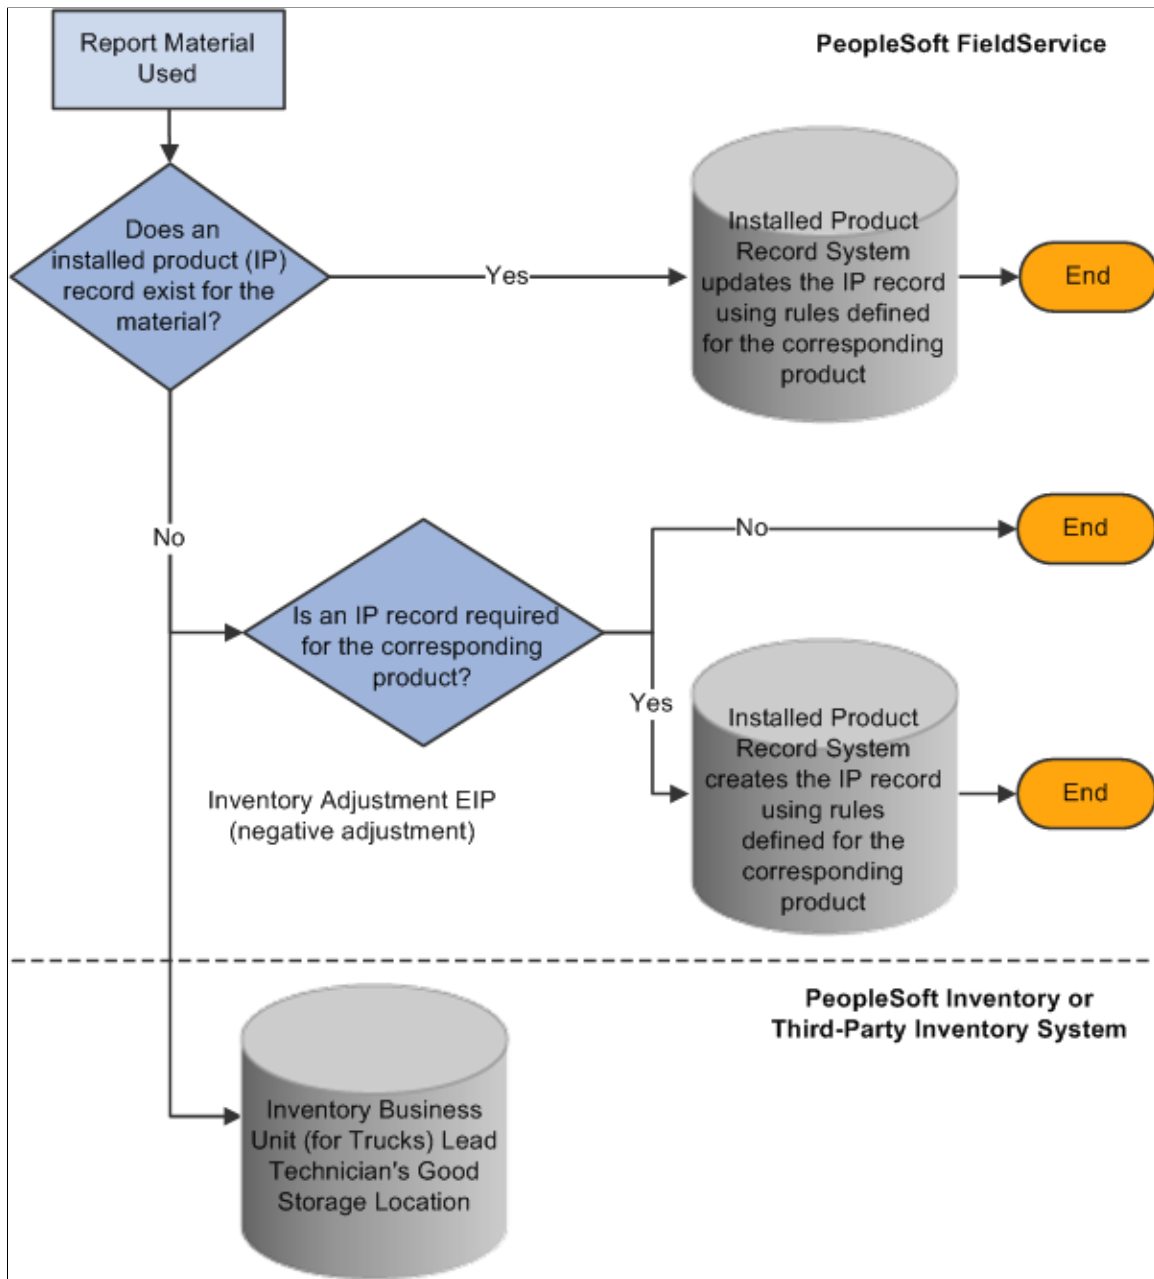 Report Material
Used
PeopleSoft FieldService
Does an
installed product (IP)
record exist for the
material?
Yes
Installed Product
Record System
updates the IP record
using rules defined
for the corresponding
product
End
No
Is an IP record required
for the corresponding
product?
No
End
Yes
Installed Product
Record System
creates the IP record
using rules
defined for the
corresponding
product
End
Inventory Adjustment EIP
(negative adjustment)
PeopleSoft Inventory or
Third-Party Inventory System
Inventory Business
Unit (for Trucks) Lead
Technician's Good
Storage Location